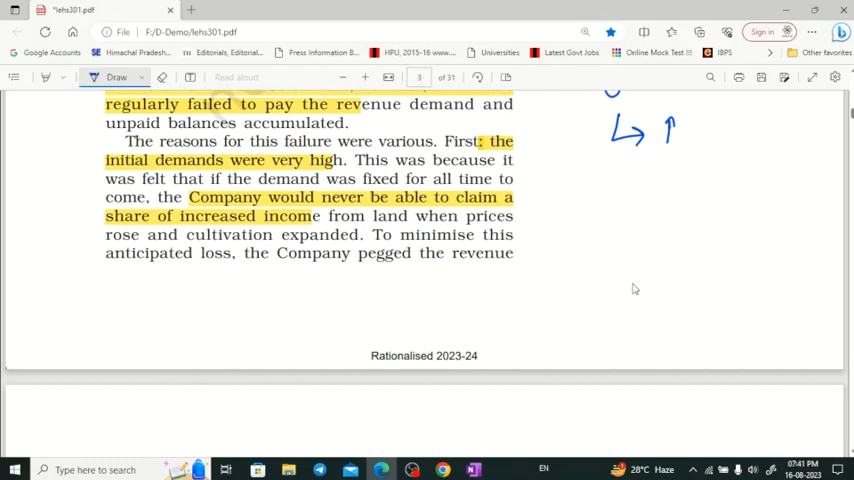 *lehs301.pdf
File
F:/D-Demo/lehs301.pdf
Sign in
Google Accounts
Himachal Pradesh...
Editorials, Editorial...
Press Information B...
HPU, 2015-16 www....
Universities
Latest Govt Jobs
Online Mock Test I...
IBPS
Other favorites
Draw
Read aloud
3
of 31
regularly failed to pay the revenue demand and
unpaid balances accumulated.
The reasons for this failure were various. First: the
initial demands were very high. This was because it
was felt that if the demand was fixed for all time to
come, the Company would never be able to claim a
share of increased income from land when prices
rose and cultivation expanded. To minimise this
anticipated loss, the Company pegged the revenue
Rationalised 2023-24
Type here to search
EN
28°C Haze
07:41 PM
16-08-2023